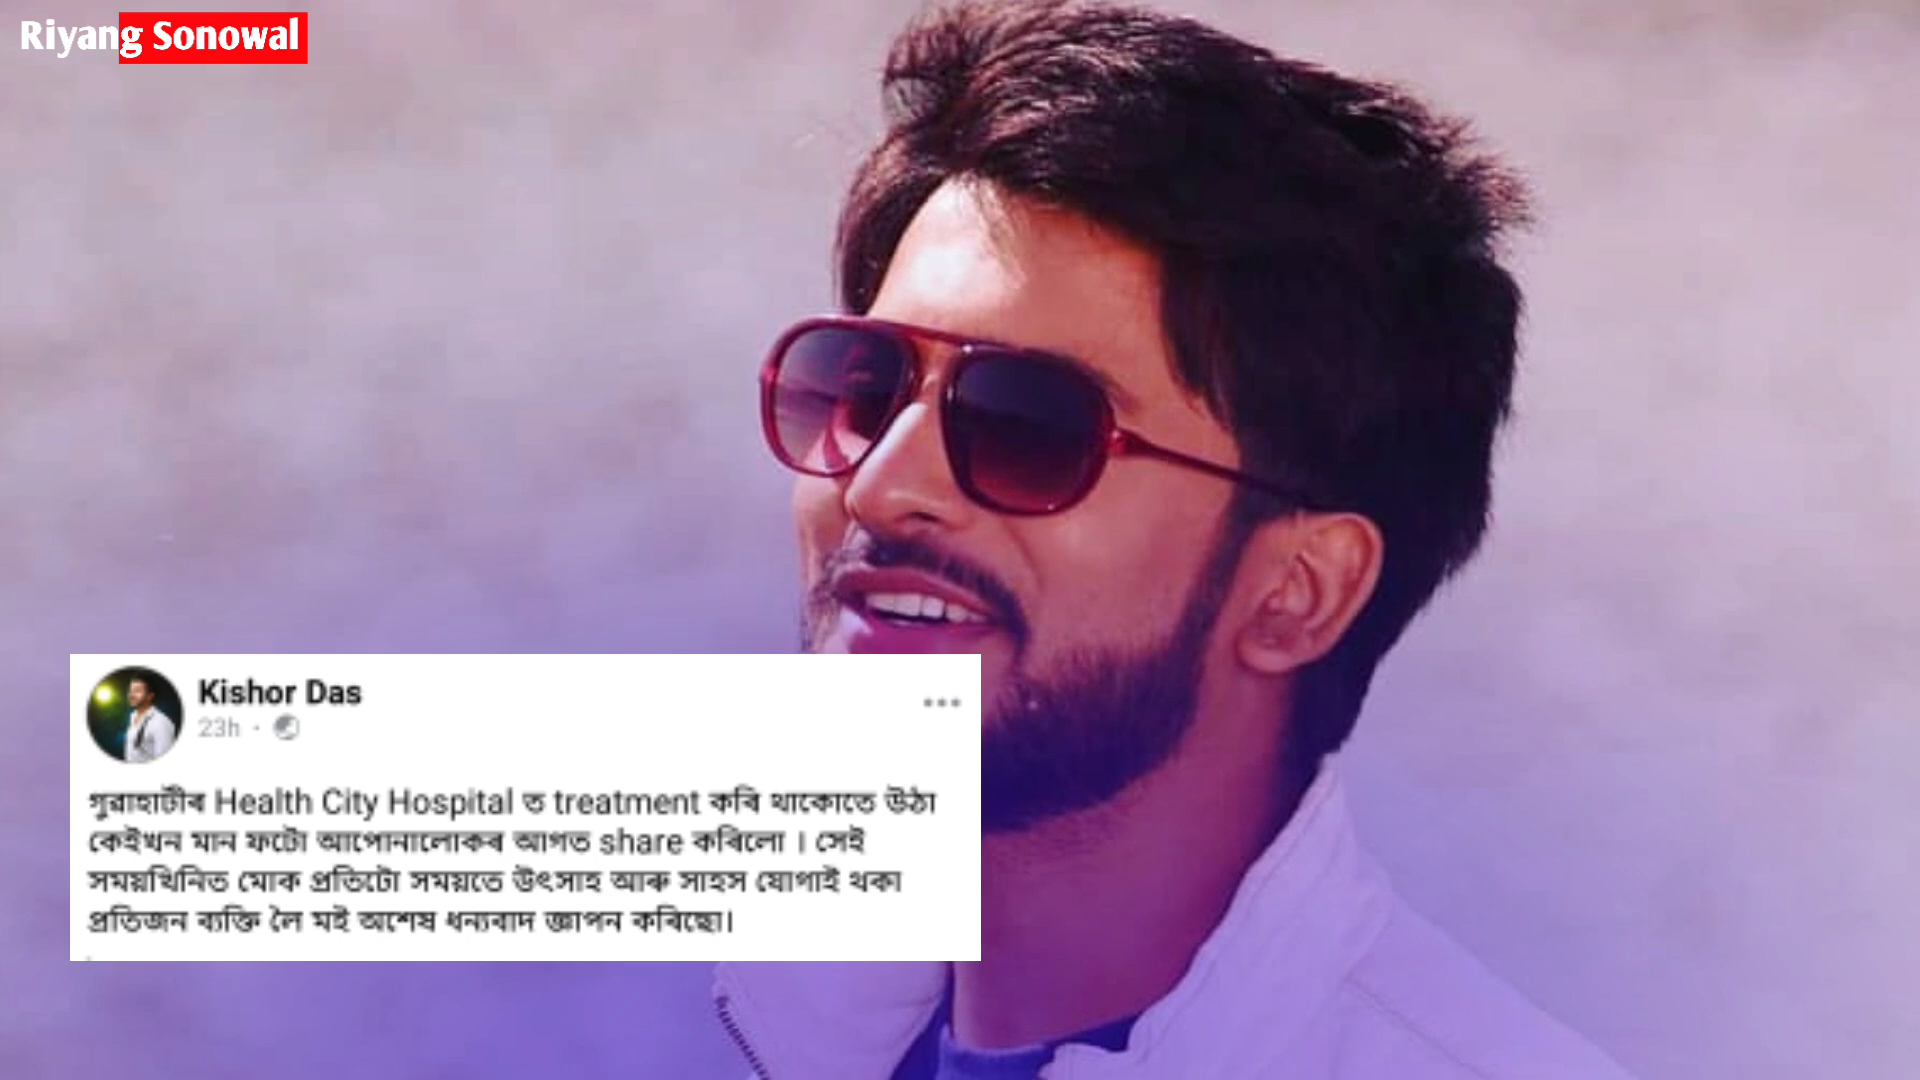 Riyang Sonowal
Kishor Das
23h ·
গুৱাহাটীৰ Health City Hospital ত treatment কৰি থাকোতে উঠা
কেইখন মান ফটো আপোনালোকৰ আগত share কৰিলো । সেই
সময়খিনিত মোক প্ৰতিটো সময়তে উৎসাহ আৰু সাহস যোগাই থকা
প্ৰতিজন ব্যক্তি লৈ মই অশেষ ধন্যবাদ জ্ঞাপন কৰিছো।